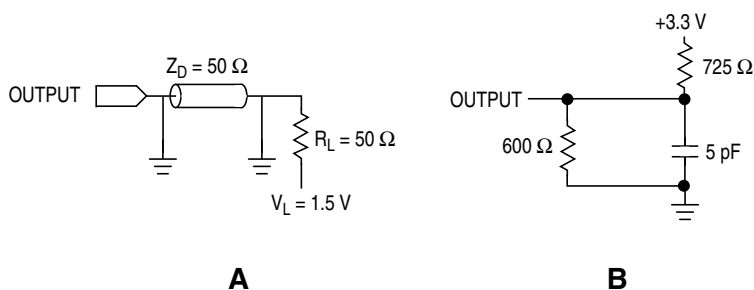 Z_D = 50 Ω
OUTPUT
R_L = 50 Ω
V_L = 1.5 V
A
+3.3 V
725 Ω
OUTPUT
600 Ω
5 pF
B